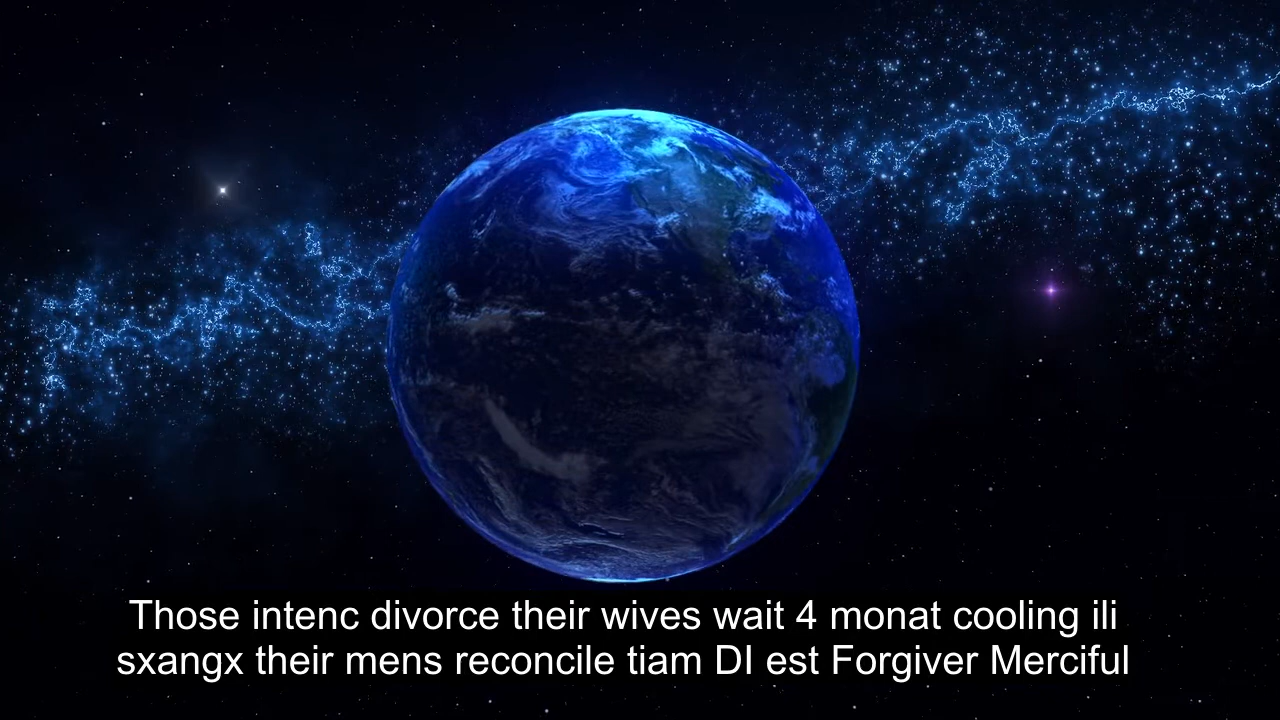 Those intenc divorce their wives wait 4 monat cooling ili
sxangx their mens reconcile tiam DI est Forgiver Merciful